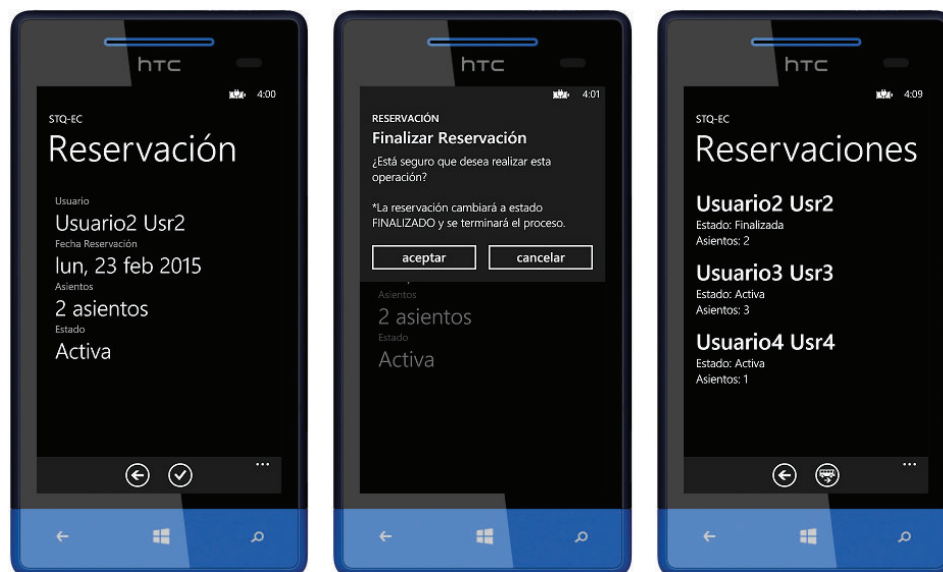 hTC
4:00
STQ-EC
Reservación
Usuario
Usuario2 Usr2
Fecha Reservación
lun, 23 feb 2015
Asientos
2 asientos
Estado
Activa
...
hTC
4:01
RESERVACIÓN
Finalizar Reservación
¿Está seguro que desea realizar esta
operación?
*La reservación cambiará a estado
FINALIZADO y se terminará el proceso.
aceptar cancelar
Asientos
2 asientos
Estado
Activa
hTC
4:09
STQ-EC
Reservaciones
Usuario2 Usr2
Estado: Finalizada
Asientos: 2
Usuario3 Usr3
Estado: Activa
Asientos: 3
Usuario4 Usr4
Estado: Activa
Asientos: 1
...